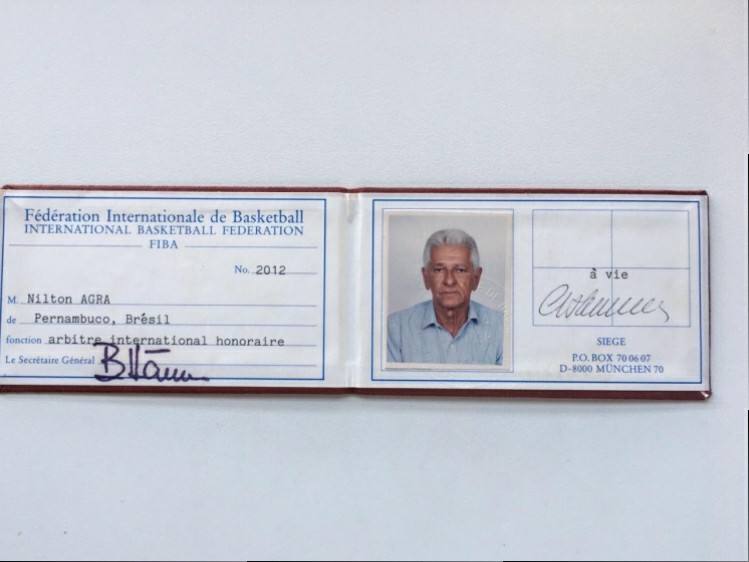 Fédération Internationale de Basketball
INTERNATIONAL BASKETBALL FEDERATION
FIBA
No. 2012
M. Nilton AGRA
de Pernambuco, Brésil
fonction arbitre international honoraire
Le Secrétaire Général
à vie
SIEGE
P.O. BOX 70 06 07
D-8000 MÜNCHEN 70